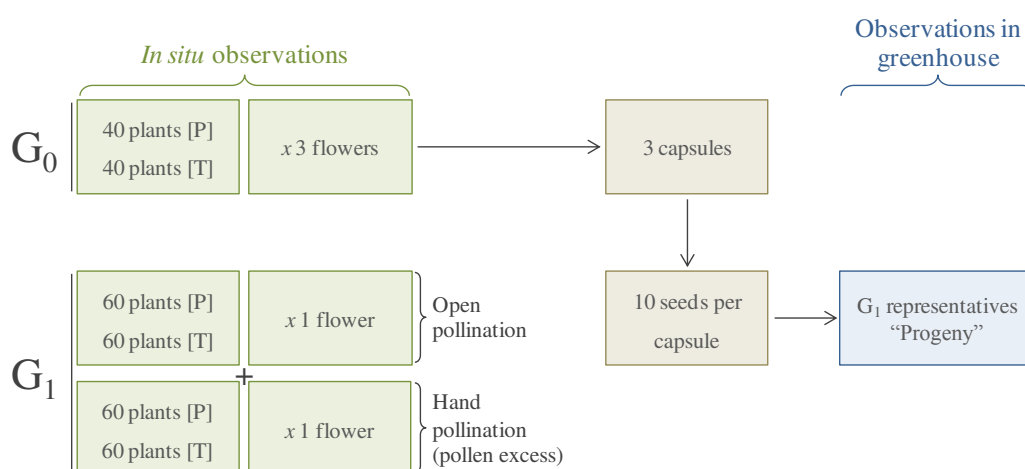 In situ observations
Observations in
greenhouse
G0
40 plants [P]
40 plants [T]
x 3 flowers
3 capsules
G1
60 plants [P]
60 plants [T]
x 1 flower
Open
pollination
10 seeds per
capsule
G1 representatives
“Progeny”
+
60 plants [P]
60 plants [T]
x 1 flower
Hand
pollination
(pollen excess)